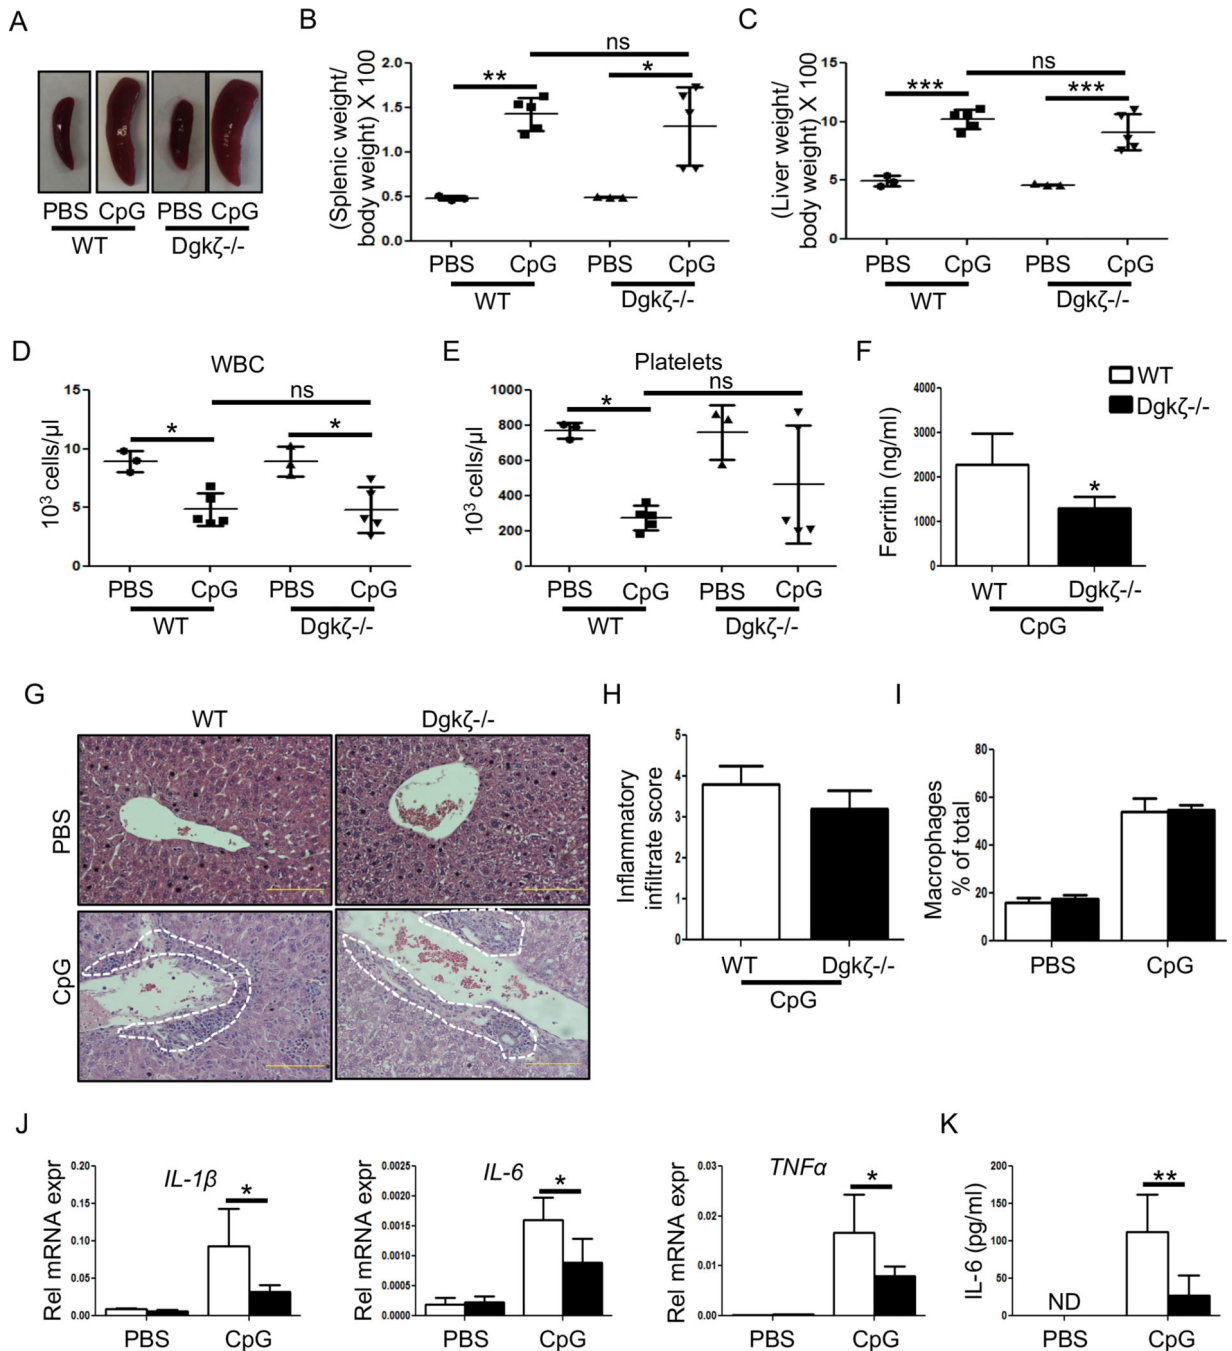 A
PBS CpG PBS CpG
WT Dgkζ-/-
B
(Splenic weight/
body weight) X 100
2.0
1.5
1.0
0.5
0.0
**
*
ns
PBS CpG PBS CpG
WT Dgkζ-/-
C
(Liver weight/
body weight) X 100
15
10
5
0
***
***
ns
PBS CpG PBS CpG
WT Dgkζ-/-
D
WBC
10³ cells/µl
15
10
5
0
*
*
ns
PBS CpG PBS CpG
WT Dgkζ-/-
E
Platelets
10³ cells/µl
1000
800
600
400
200
0
*
ns
PBS CpG PBS CpG
WT Dgkζ-/-
F
WT
Dgkζ-/-
Ferritin (ng/ml)
4000
3000
2000
1000
0
*
WT Dgkζ-/-
CpG
G
WT Dgkζ-/-
PBS
CpG
H
Inflammatory
infiltrate score
5
4
3
2
1
0
WT Dgkζ-/-
CpG
I
Macrophages
% of total
80
60
40
20
0
PBS CpG
J
Rel mRNA expr
IL-1β
0.20
0.15
0.10
0.05
0.00
*
PBS CpG
Rel mRNA expr
IL-6
0.0025
0.0020
0.0015
0.0010
0.0005
0.0000
*
PBS CpG
Rel mRNA expr
TNFα
0.03
0.02
0.01
0.00
*
PBS CpG
K
IL-6 (pg/ml)
200
150
100
50
0
**
ND
PBS CpG